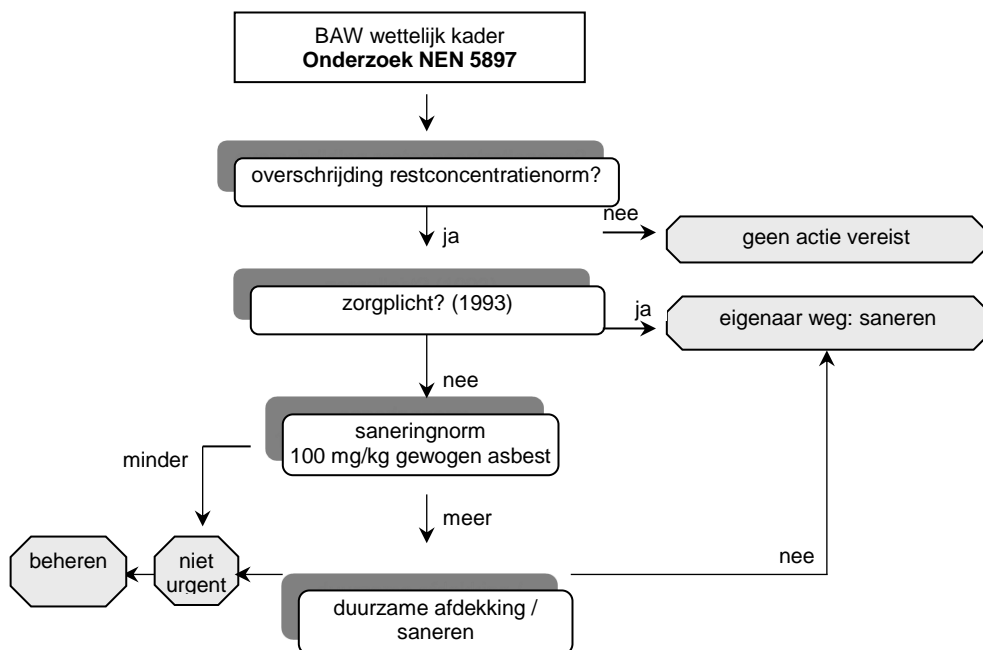 BAW wettelijk kader
Onderzoek NEN 5897
overschrijding restconcentratienorm?
nee
ja
geen actie vereist
zorgplicht? (1993)
ja
eigenaar weg: saneren
nee
saneringnorm
100 mg/kg gewogen asbest
minder
meer
beheren
niet
urgent
nee
duurzame afdekking /
saneren